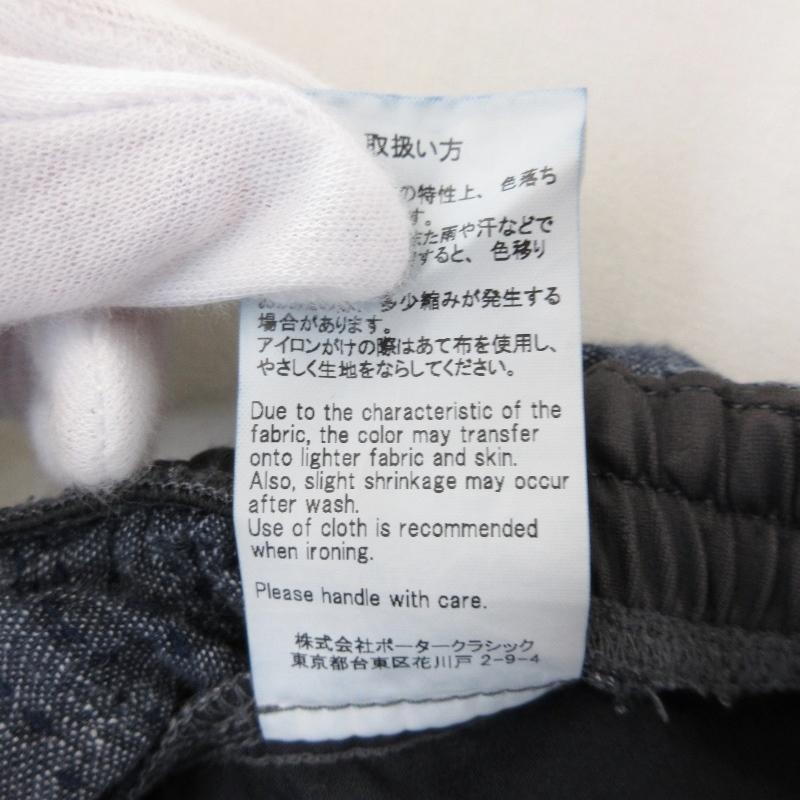 取扱い方
の特性上、色落ち
す。
また雨や汗などで
すると、色移り
多少縮みが発生する
場合があります。
アイロンがけの際はあて布を使用し、
やさしく生地をならしてください。
Due to the characteristic of the
fabric, the color may transfer
onto lighter fabric and skin.
Also, slight shrinkage may occur
after wash.
Use of cloth is recommended
when ironing.
Please handle with care.
株式会社ポータークラシック
東京都台東区花川戸 2-9-4